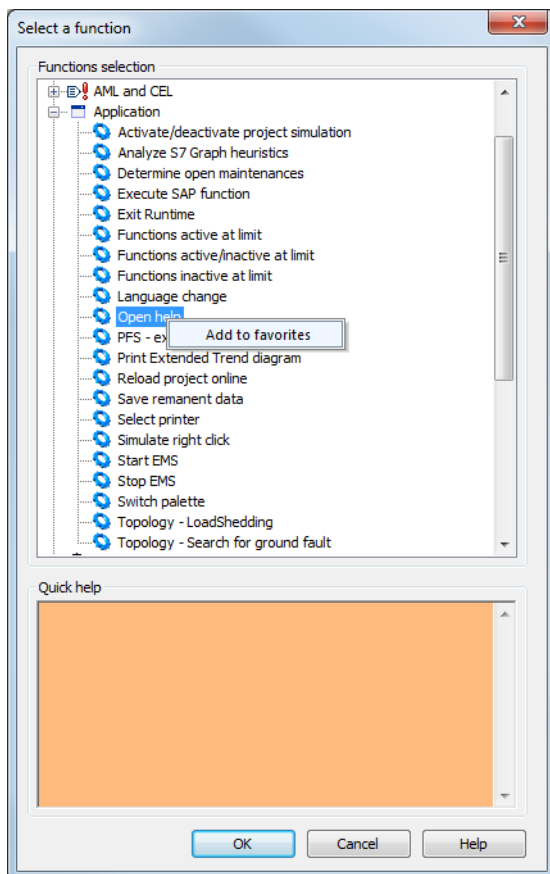 Select a function
Functions selection
AML and CEL
Application
Activate/deactivate project simulation
Analyze S7 Graph heuristics
Determine open maintenances
Execute SAP function
Exit Runtime
Functions active at limit
Functions active/inactive at limit
Functions inactive at limit
Language change
Open help
Add to favorites
PFS - ex
Print Extended Trend diagram
Reload project online
Save remanent data
Select printer
Simulate right click
Start EMS
Stop EMS
Switch palette
Topology - LoadShedding
Topology - Search for ground fault
Quick help
OK Cancel Help